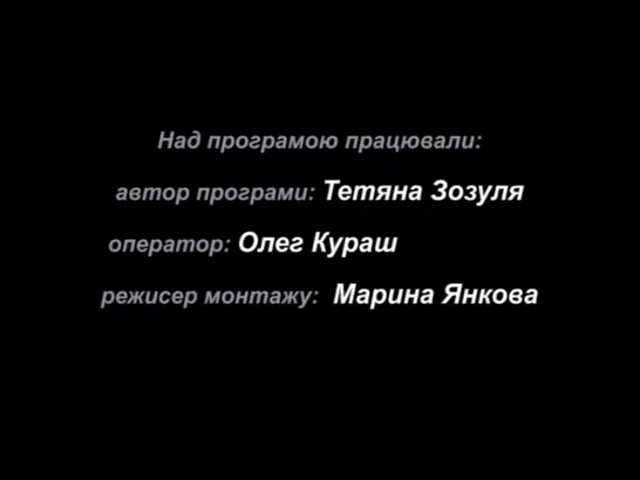 Над програмою працювали:
автор програми: Тетяна Зозуля
оператор: Олег Кураш
режисер монтажу: Марина Янкова